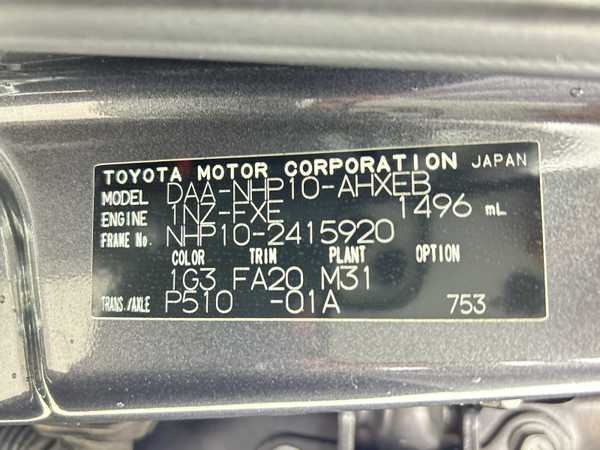 TOYOTA MOTOR CORPORATION JAPAN
MODEL DAA-NHP10-AHXEB
ENGINE 1NZ-FXE 1496 mL
FRAME No. NHP10-2415920
COLOR TRIM PLANT OPTION
1G3 FA20 M31
TRANS./AXLE P510 -01A 753